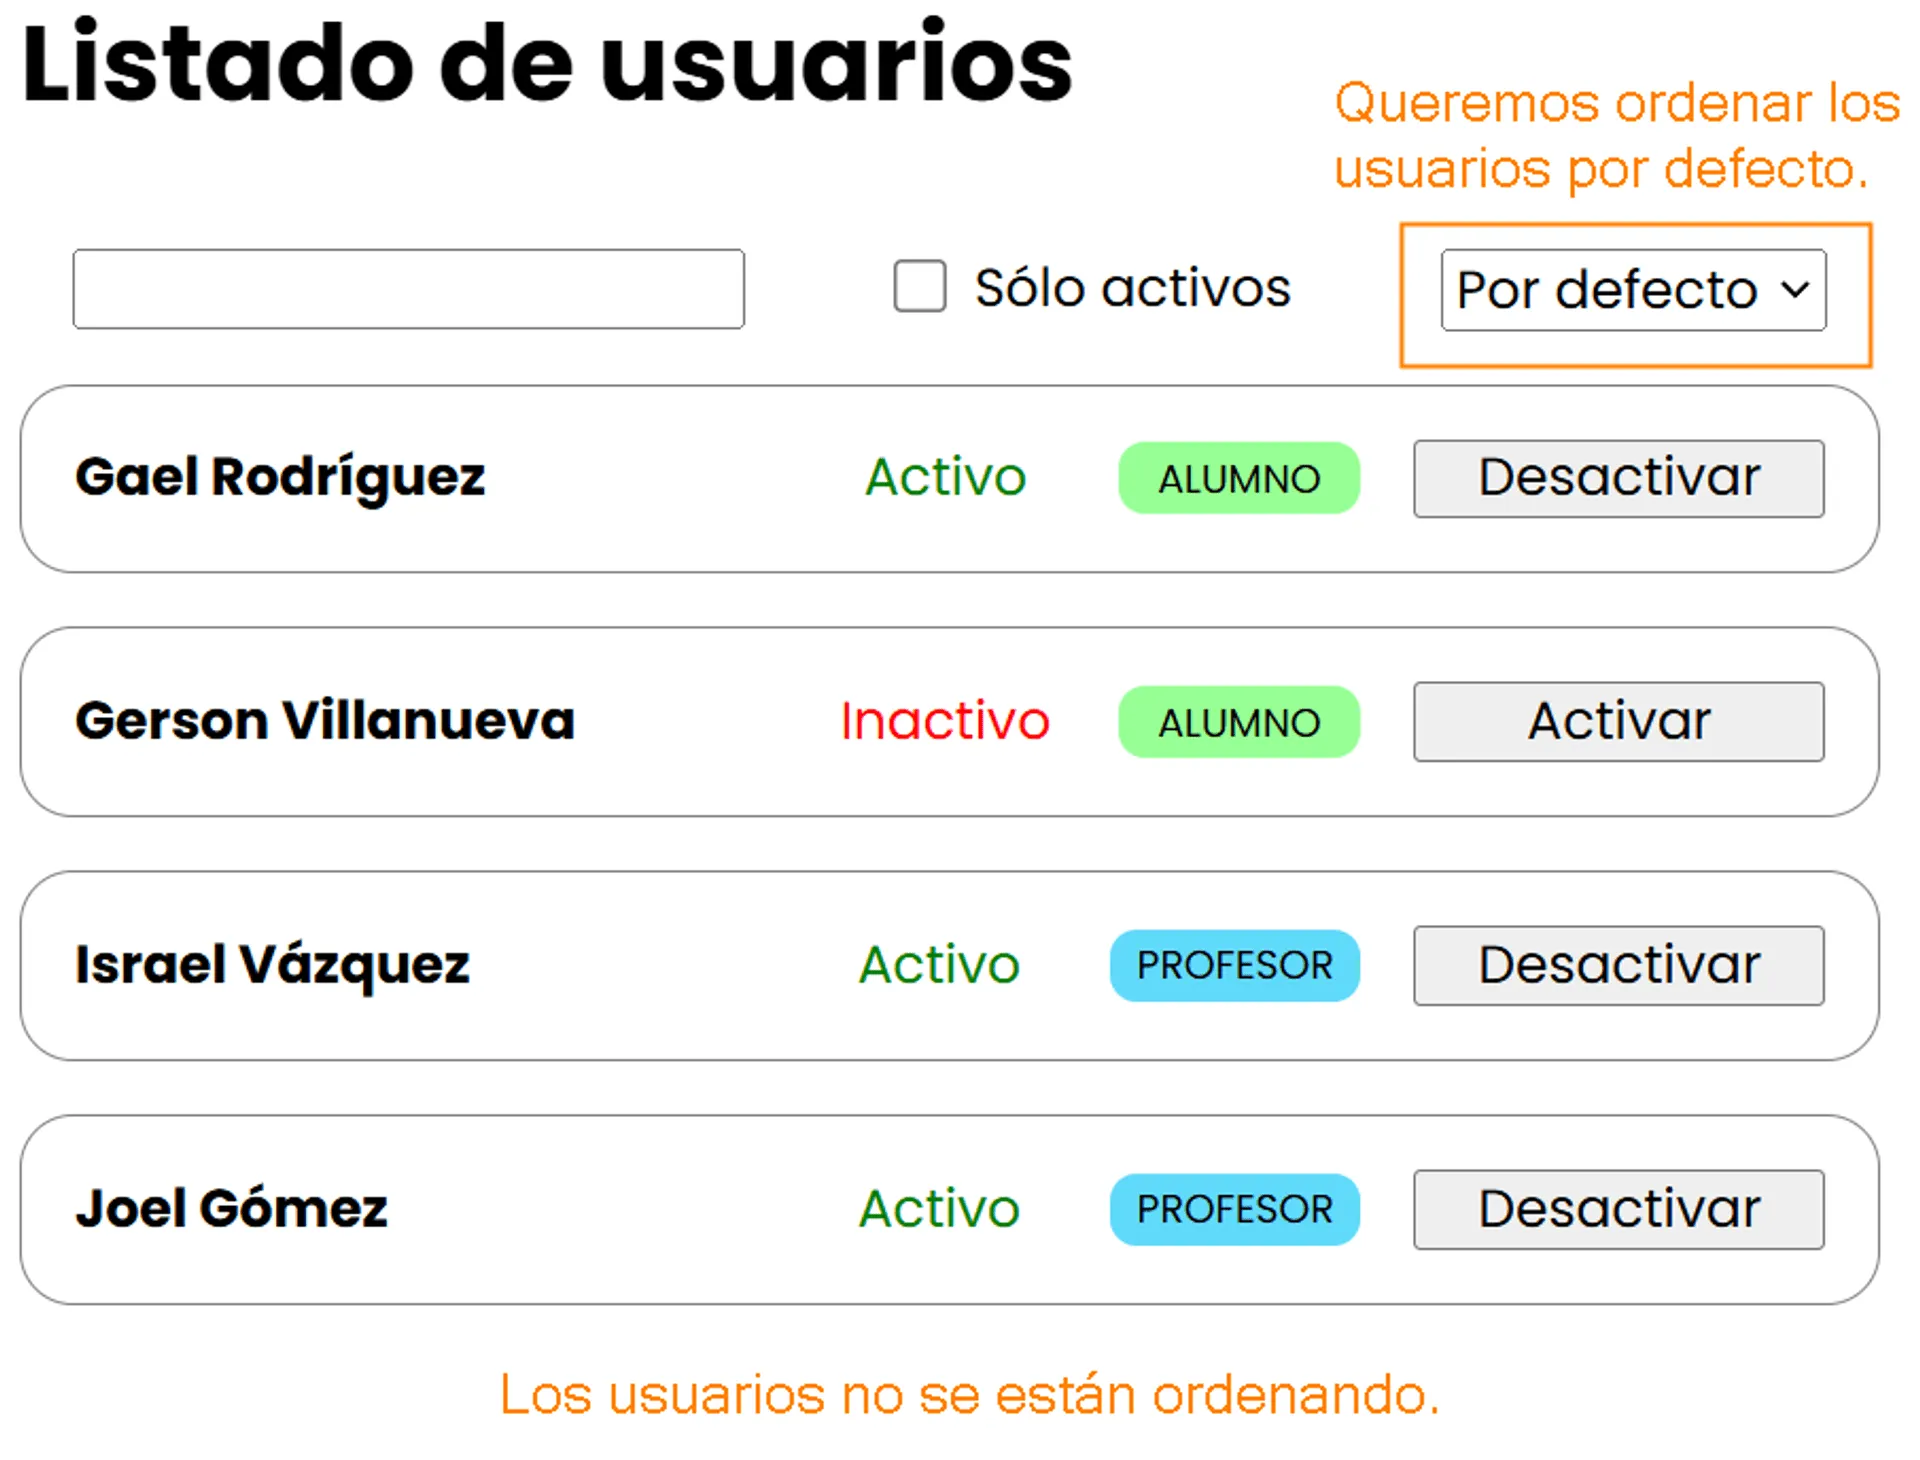 Listado de usuarios
Queremos ordenar los
usuarios por defecto.
Sólo activos
Por defecto
Gael Rodríguez Activo ALUMNO Desactivar
Gerson Villanueva Inactivo ALUMNO Activar
Israel Vázquez Activo PROFESOR Desactivar
Joel Gómez Activo PROFESOR Desactivar
Los usuarios no se están ordenando.